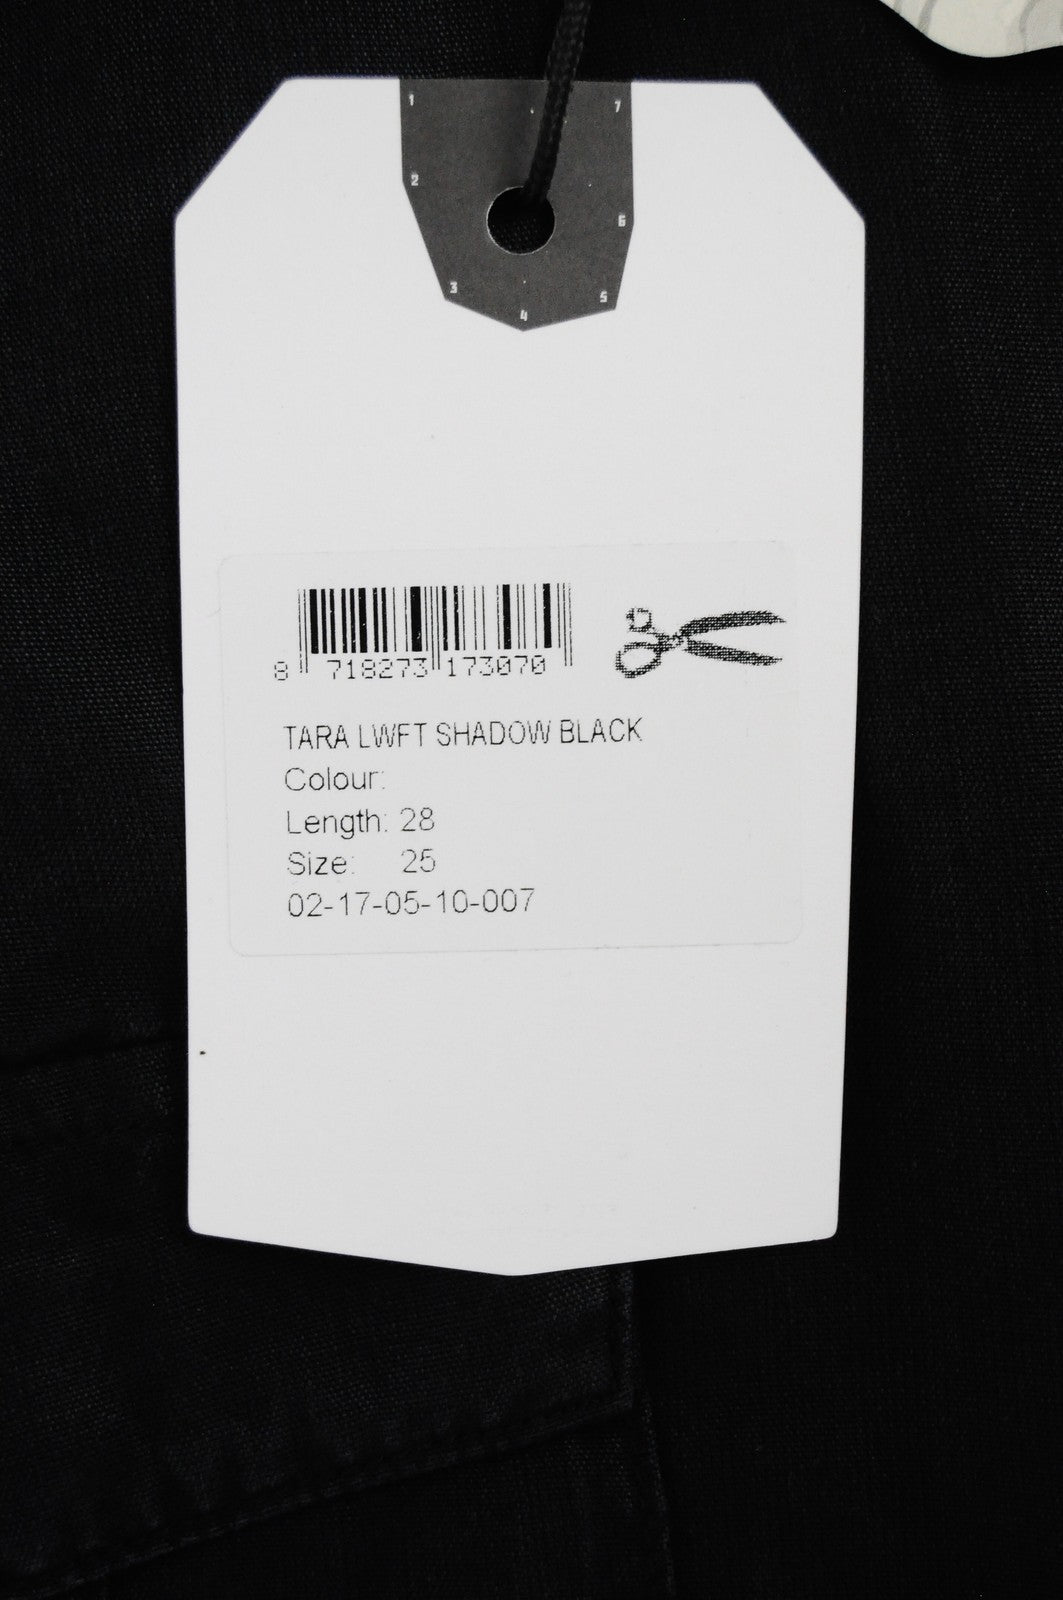 1 7
2
6
3 5
4
8 718273 173070
TARA LWFT SHADOW BLACK
Colour:
Length: 28
Size: 25
02-17-05-10-007